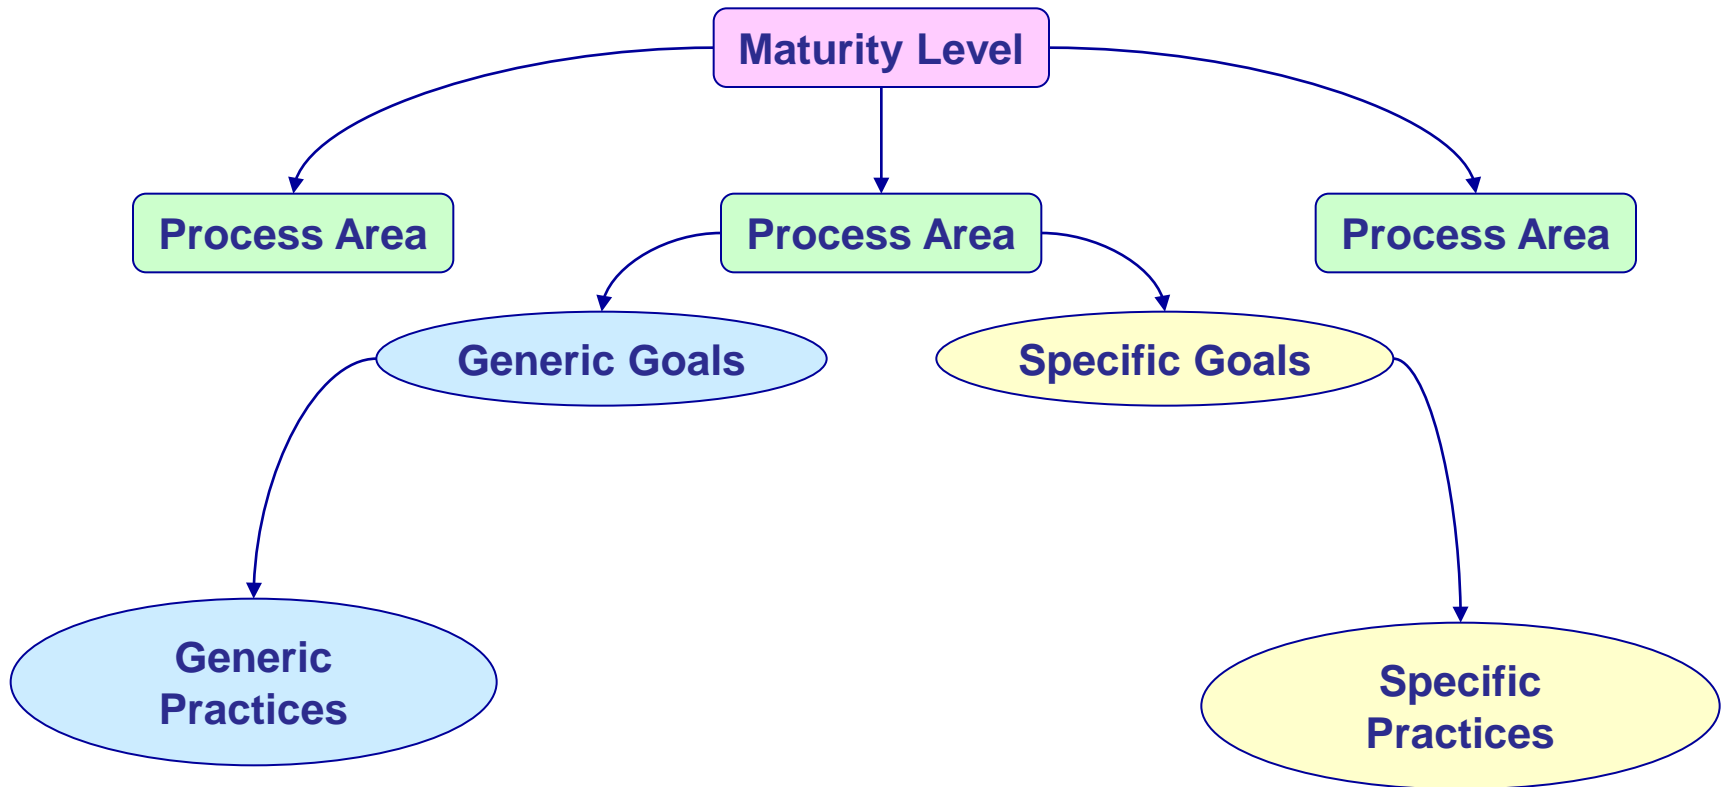 Maturity Level
Process Area
Process Area
Process Area
Generic Goals
Specific Goals
Generic
Practices
Specific
Practices